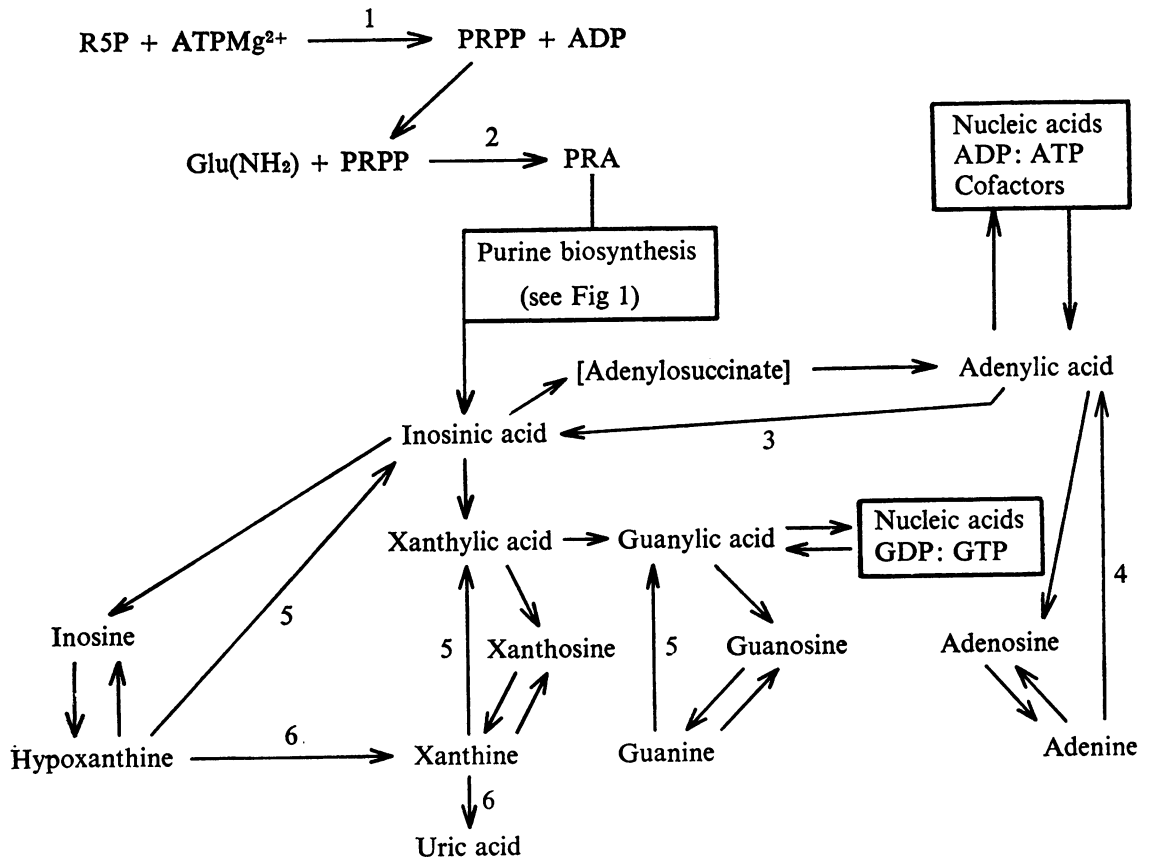 1
R5P + ATPMg²⁺ PRPP + ADP
2
Glu(NH₂) + PRPP PRA
Nucleic acids
ADP: ATP
Cofactors
Purine biosynthesis
(see Fig 1)
[Adenylosuccinate] Adenylic acid
Inosinic acid
3
Xanthylic acid Guanylic acid
Nucleic acids
GDP: GTP
4
5
Inosine
5 Xanthosine 5 Guanosine Adenosine
6
Hypoxanthine Xanthine Guanine Adenine
6
Uric acid